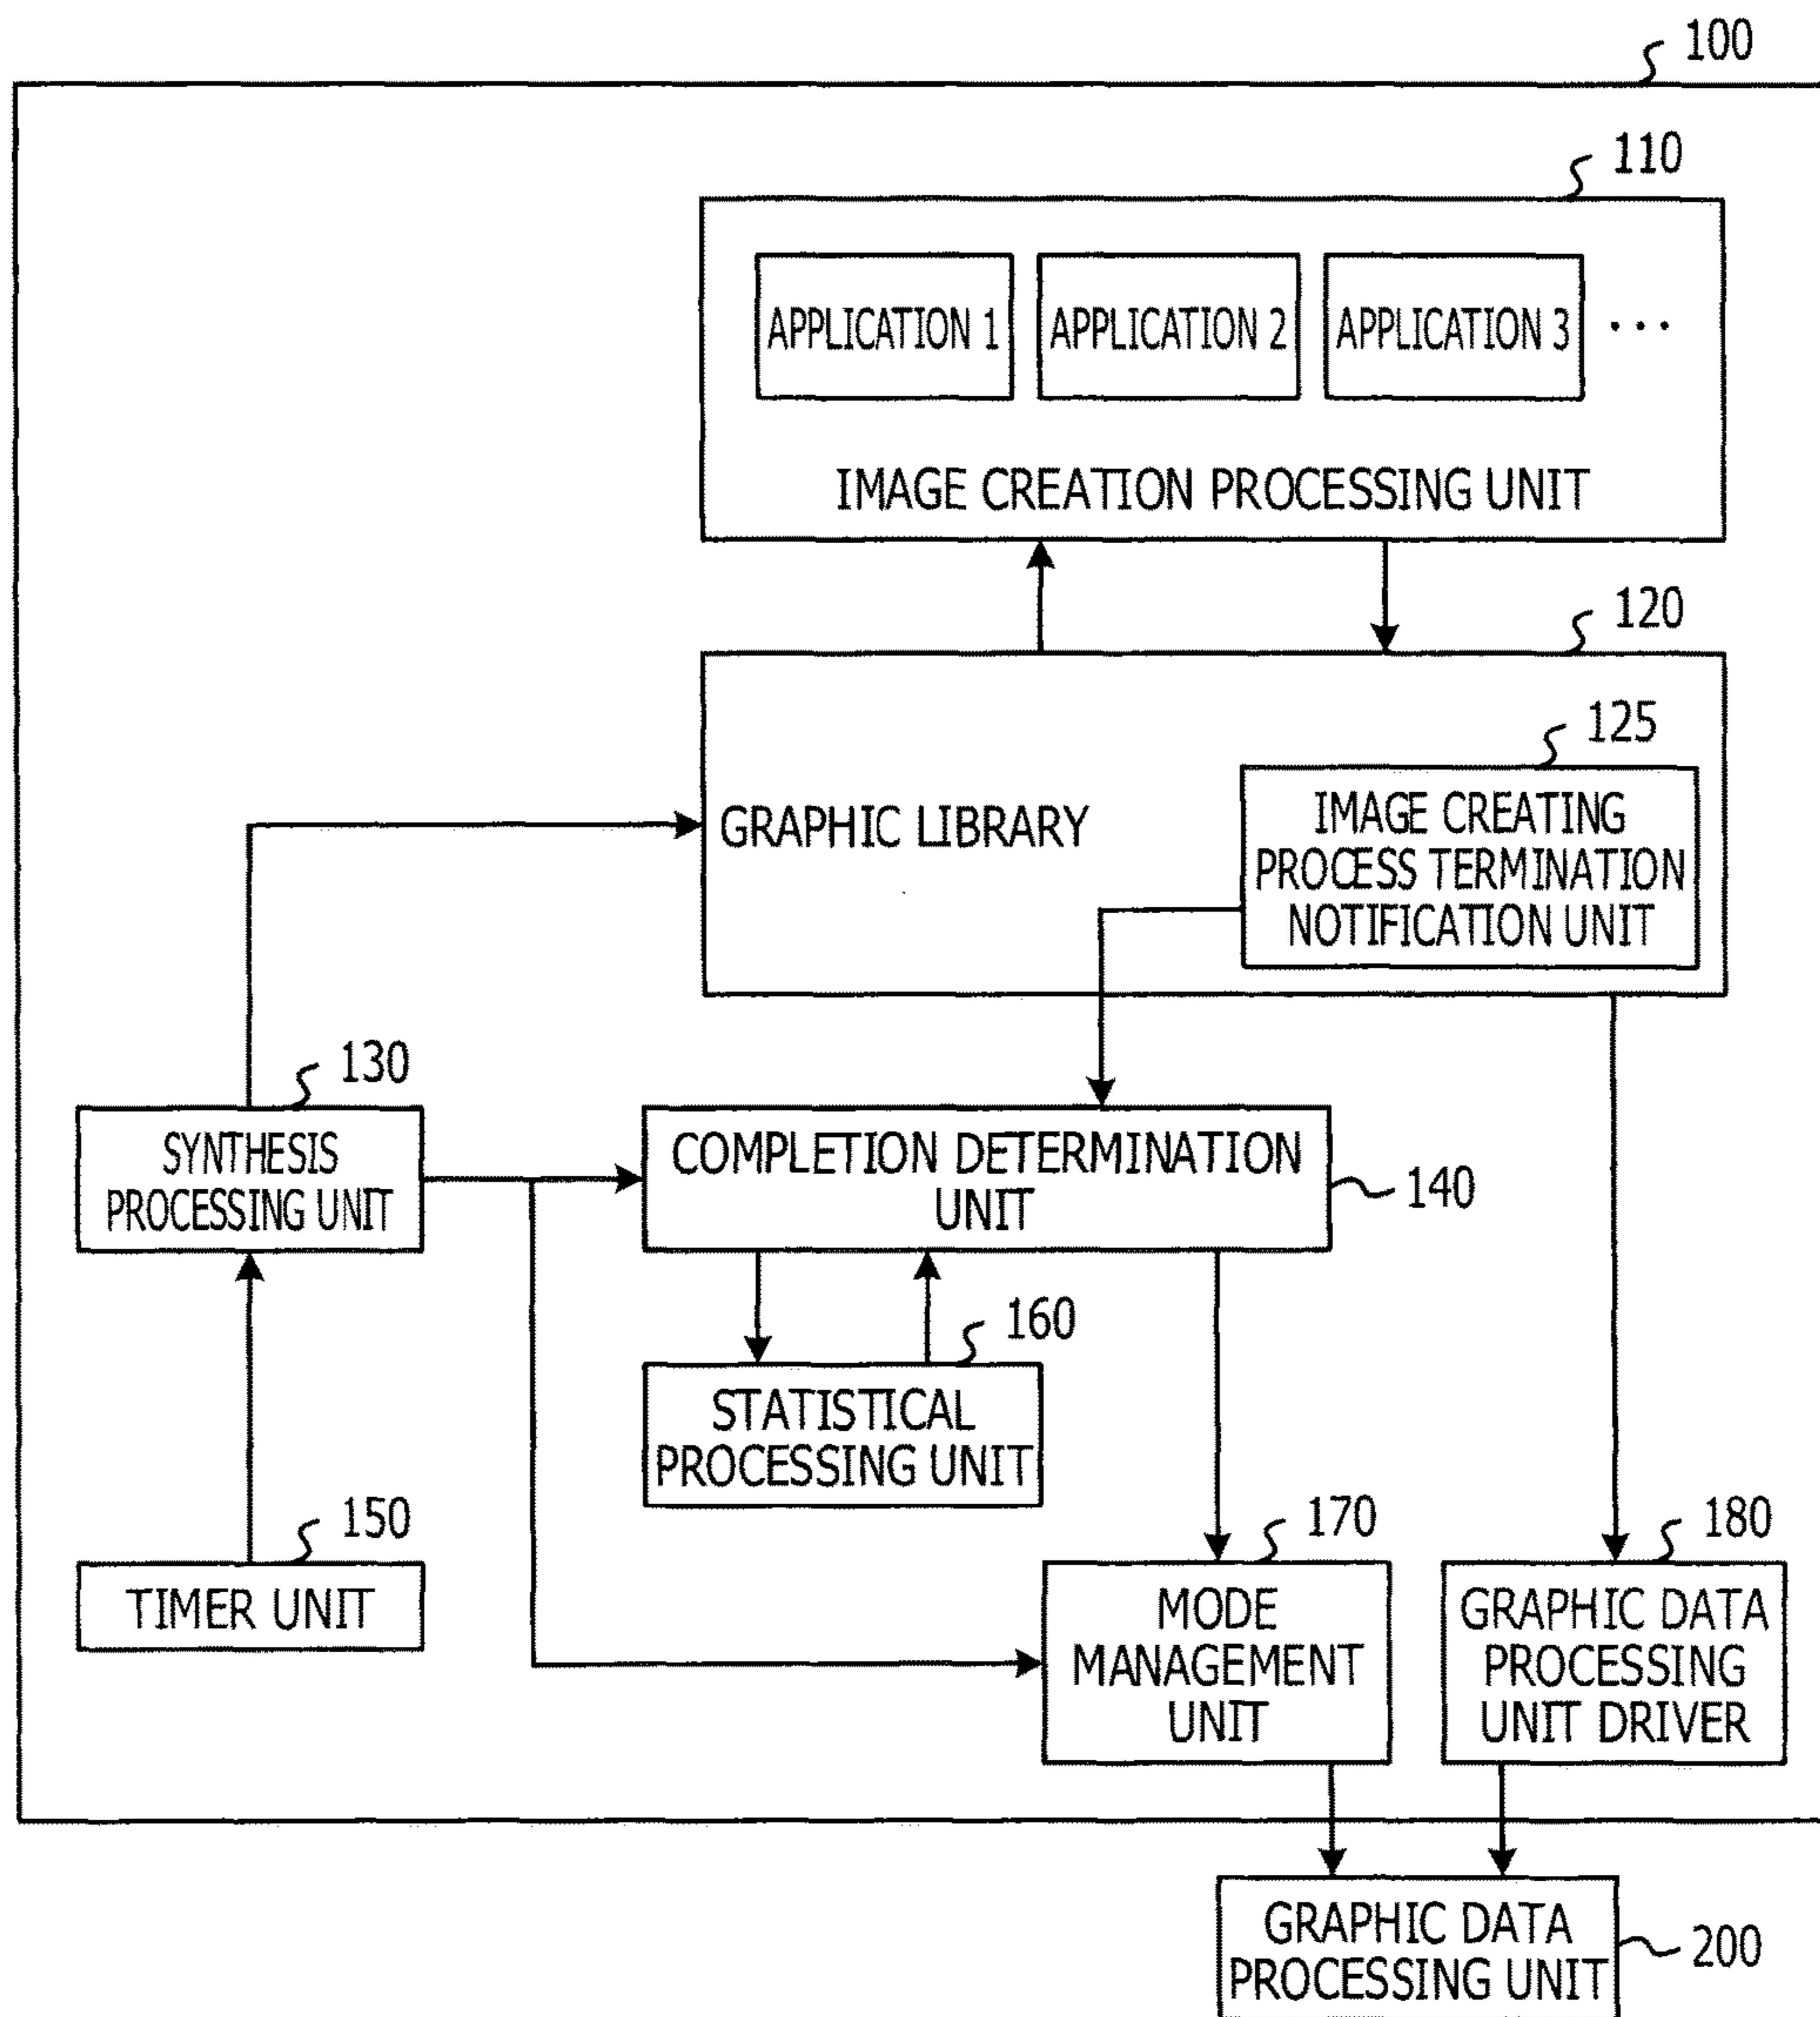 100
110
APPLICATION 1
APPLICATION 2
APPLICATION 3
...
IMAGE CREATION PROCESSING UNIT
120
125
GRAPHIC LIBRARY
IMAGE CREATING
PROCESS TERMINATION
NOTIFICATION UNIT
130
SYNTHESIS
PROCESSING UNIT
COMPLETION DETERMINATION
UNIT
140
160
STATISTICAL
PROCESSING UNIT
150
TIMER UNIT
170
MODE
MANAGEMENT
UNIT
180
GRAPHIC DATA
PROCESSING
UNIT DRIVER
GRAPHIC DATA
PROCESSING UNIT
200